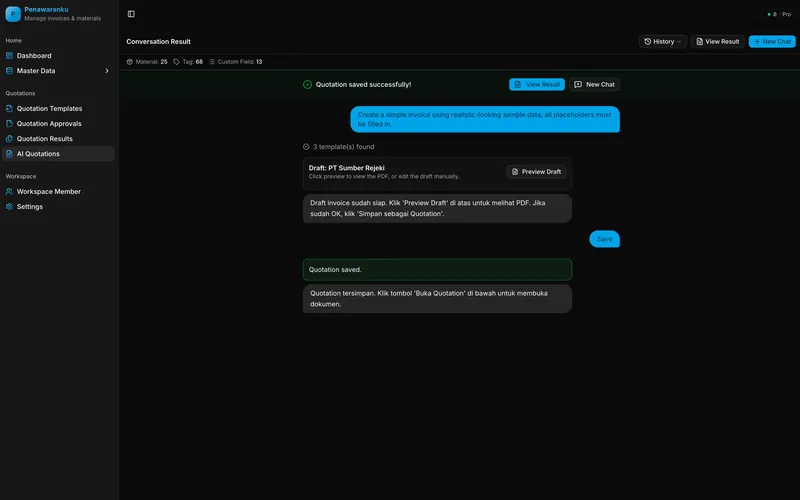 Penawaranku
Manage invoices & materials
P
Home
Dashboard
Master Data
Quotations
Quotation Templates
Quotation Approvals
Quotation Results
AI Quotations
Workspace
Workspace Member
Settings
0 · Pro
Conversation Result
History
View Result
New Chat
Material: 25
Tag: 68
Custom Field: 13
Quotation saved successfully!
View Result
New Chat
Create a simple invoice using realistic-looking sample data; all placeholders must
be filled in.
3 template(s) found
Draft: PT Sumber Rejeki
Click preview to view the PDF, or edit the draft manually.
Preview Draft
Draft invoice sudah siap. Klik 'Preview Draft' di atas untuk melihat PDF. Jika
sudah OK, klik 'Simpan sebagai Quotation'.
Save
Quotation saved.
Quotation tersimpan. Klik tombol 'Buka Quotation' di bawah untuk membuka
dokumen.